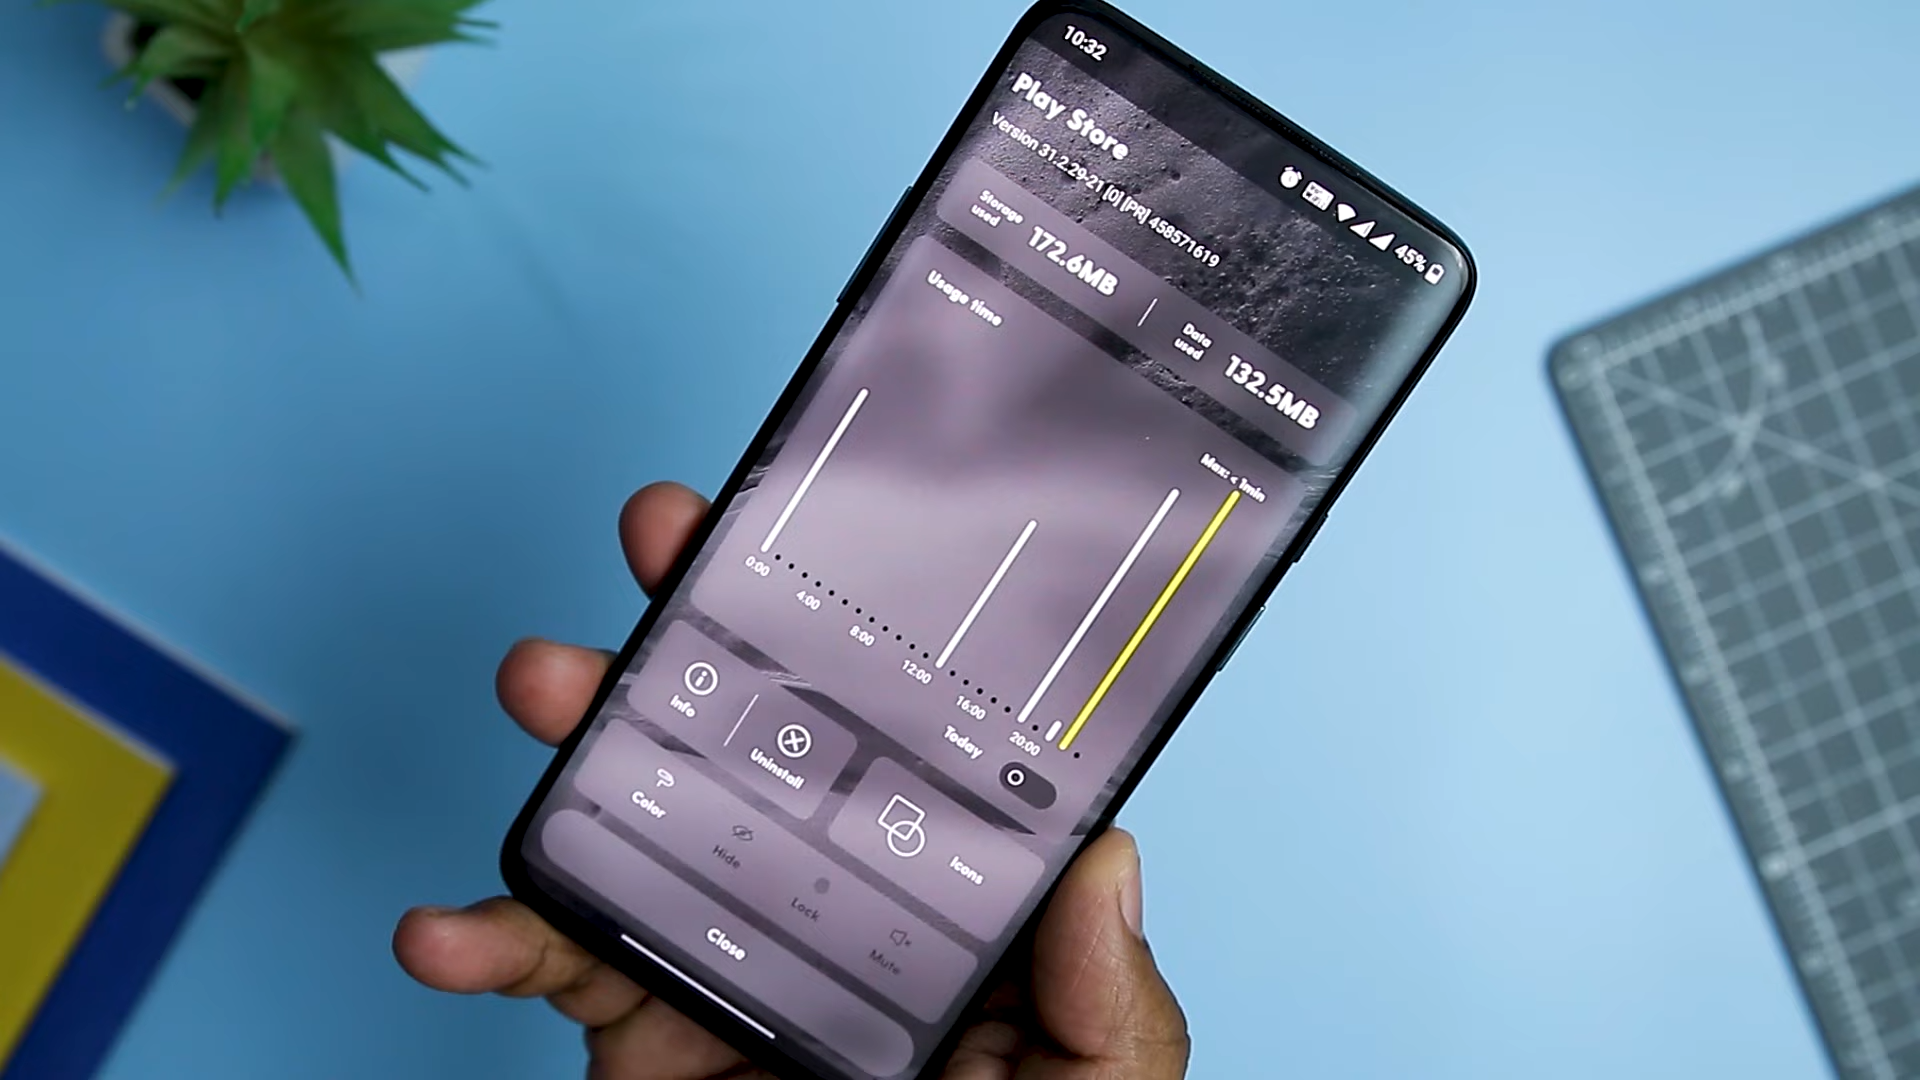 10:32
45%
Play Store
Version 31.2.29-21 [0] [PR] 458571619
Storage
used
172.6MB
Data
used
132.5MB
Usage time
Max: < 1min
0:00
4:00
8:00
12:00
16:00
20:00
Today
Info
Uninstall
Icons
Color
Hide
Lock
Mute
Close